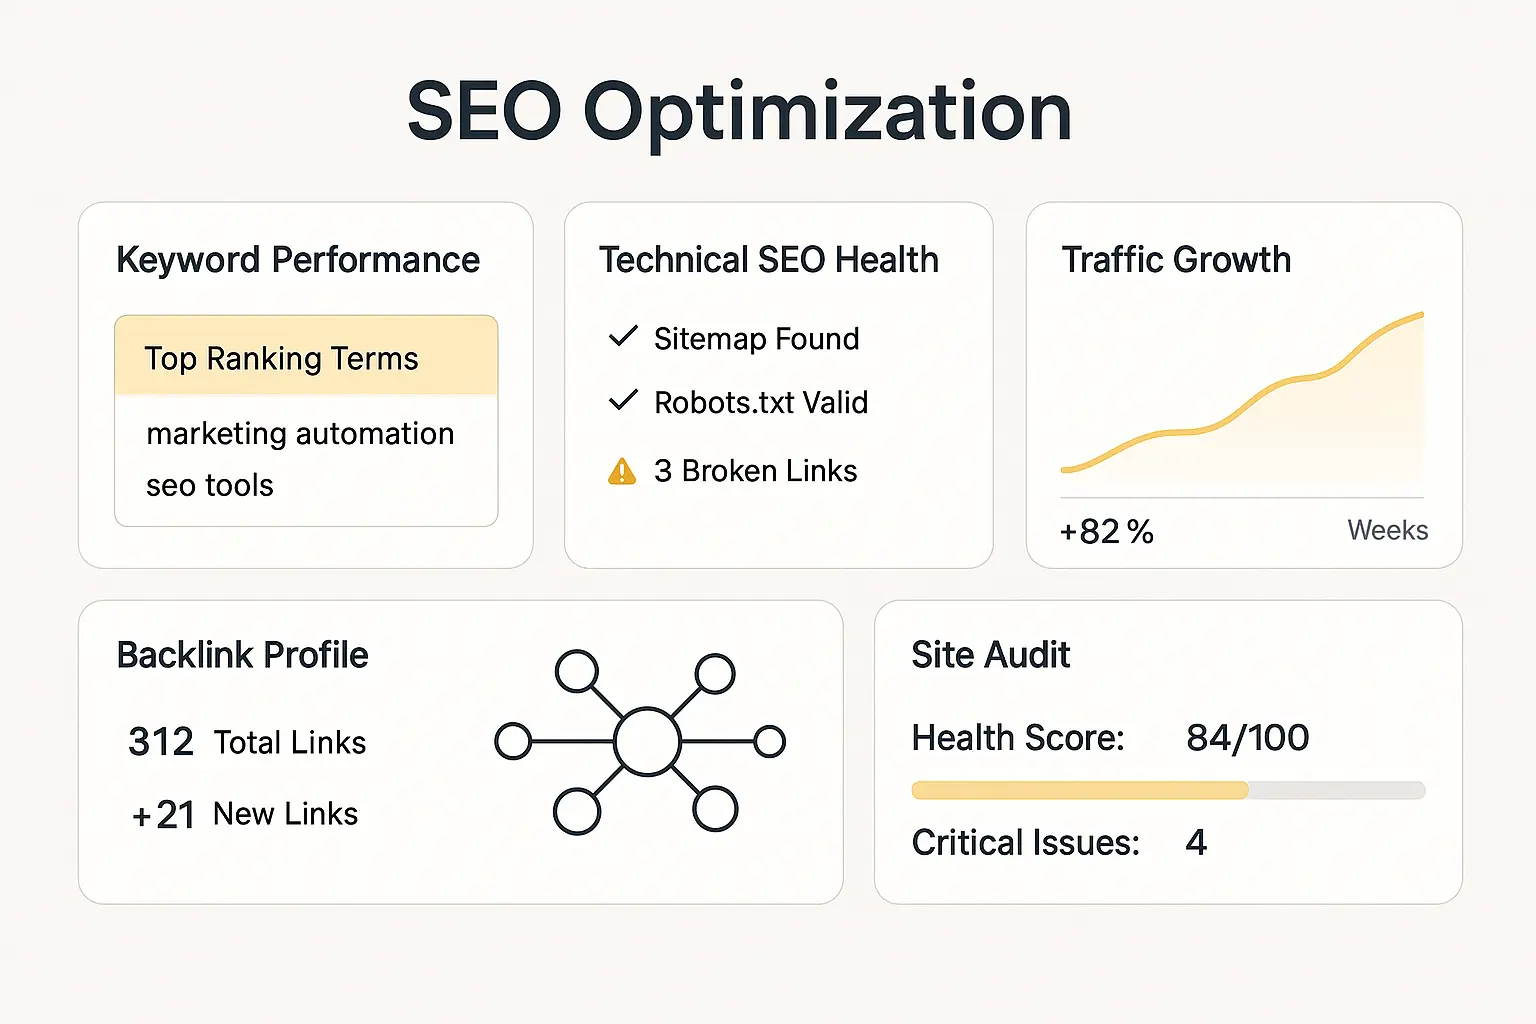 SEO Optimization
Keyword Performance
Top Ranking Terms
marketing automation
seo tools
Technical SEO Health
Sitemap Found
Robots.txt Valid
3 Broken Links
Traffic Growth
+82 % Weeks
Backlink Profile
312 Total Links
+21 New Links
Site Audit
Health Score: 84/100
Critical Issues: 4